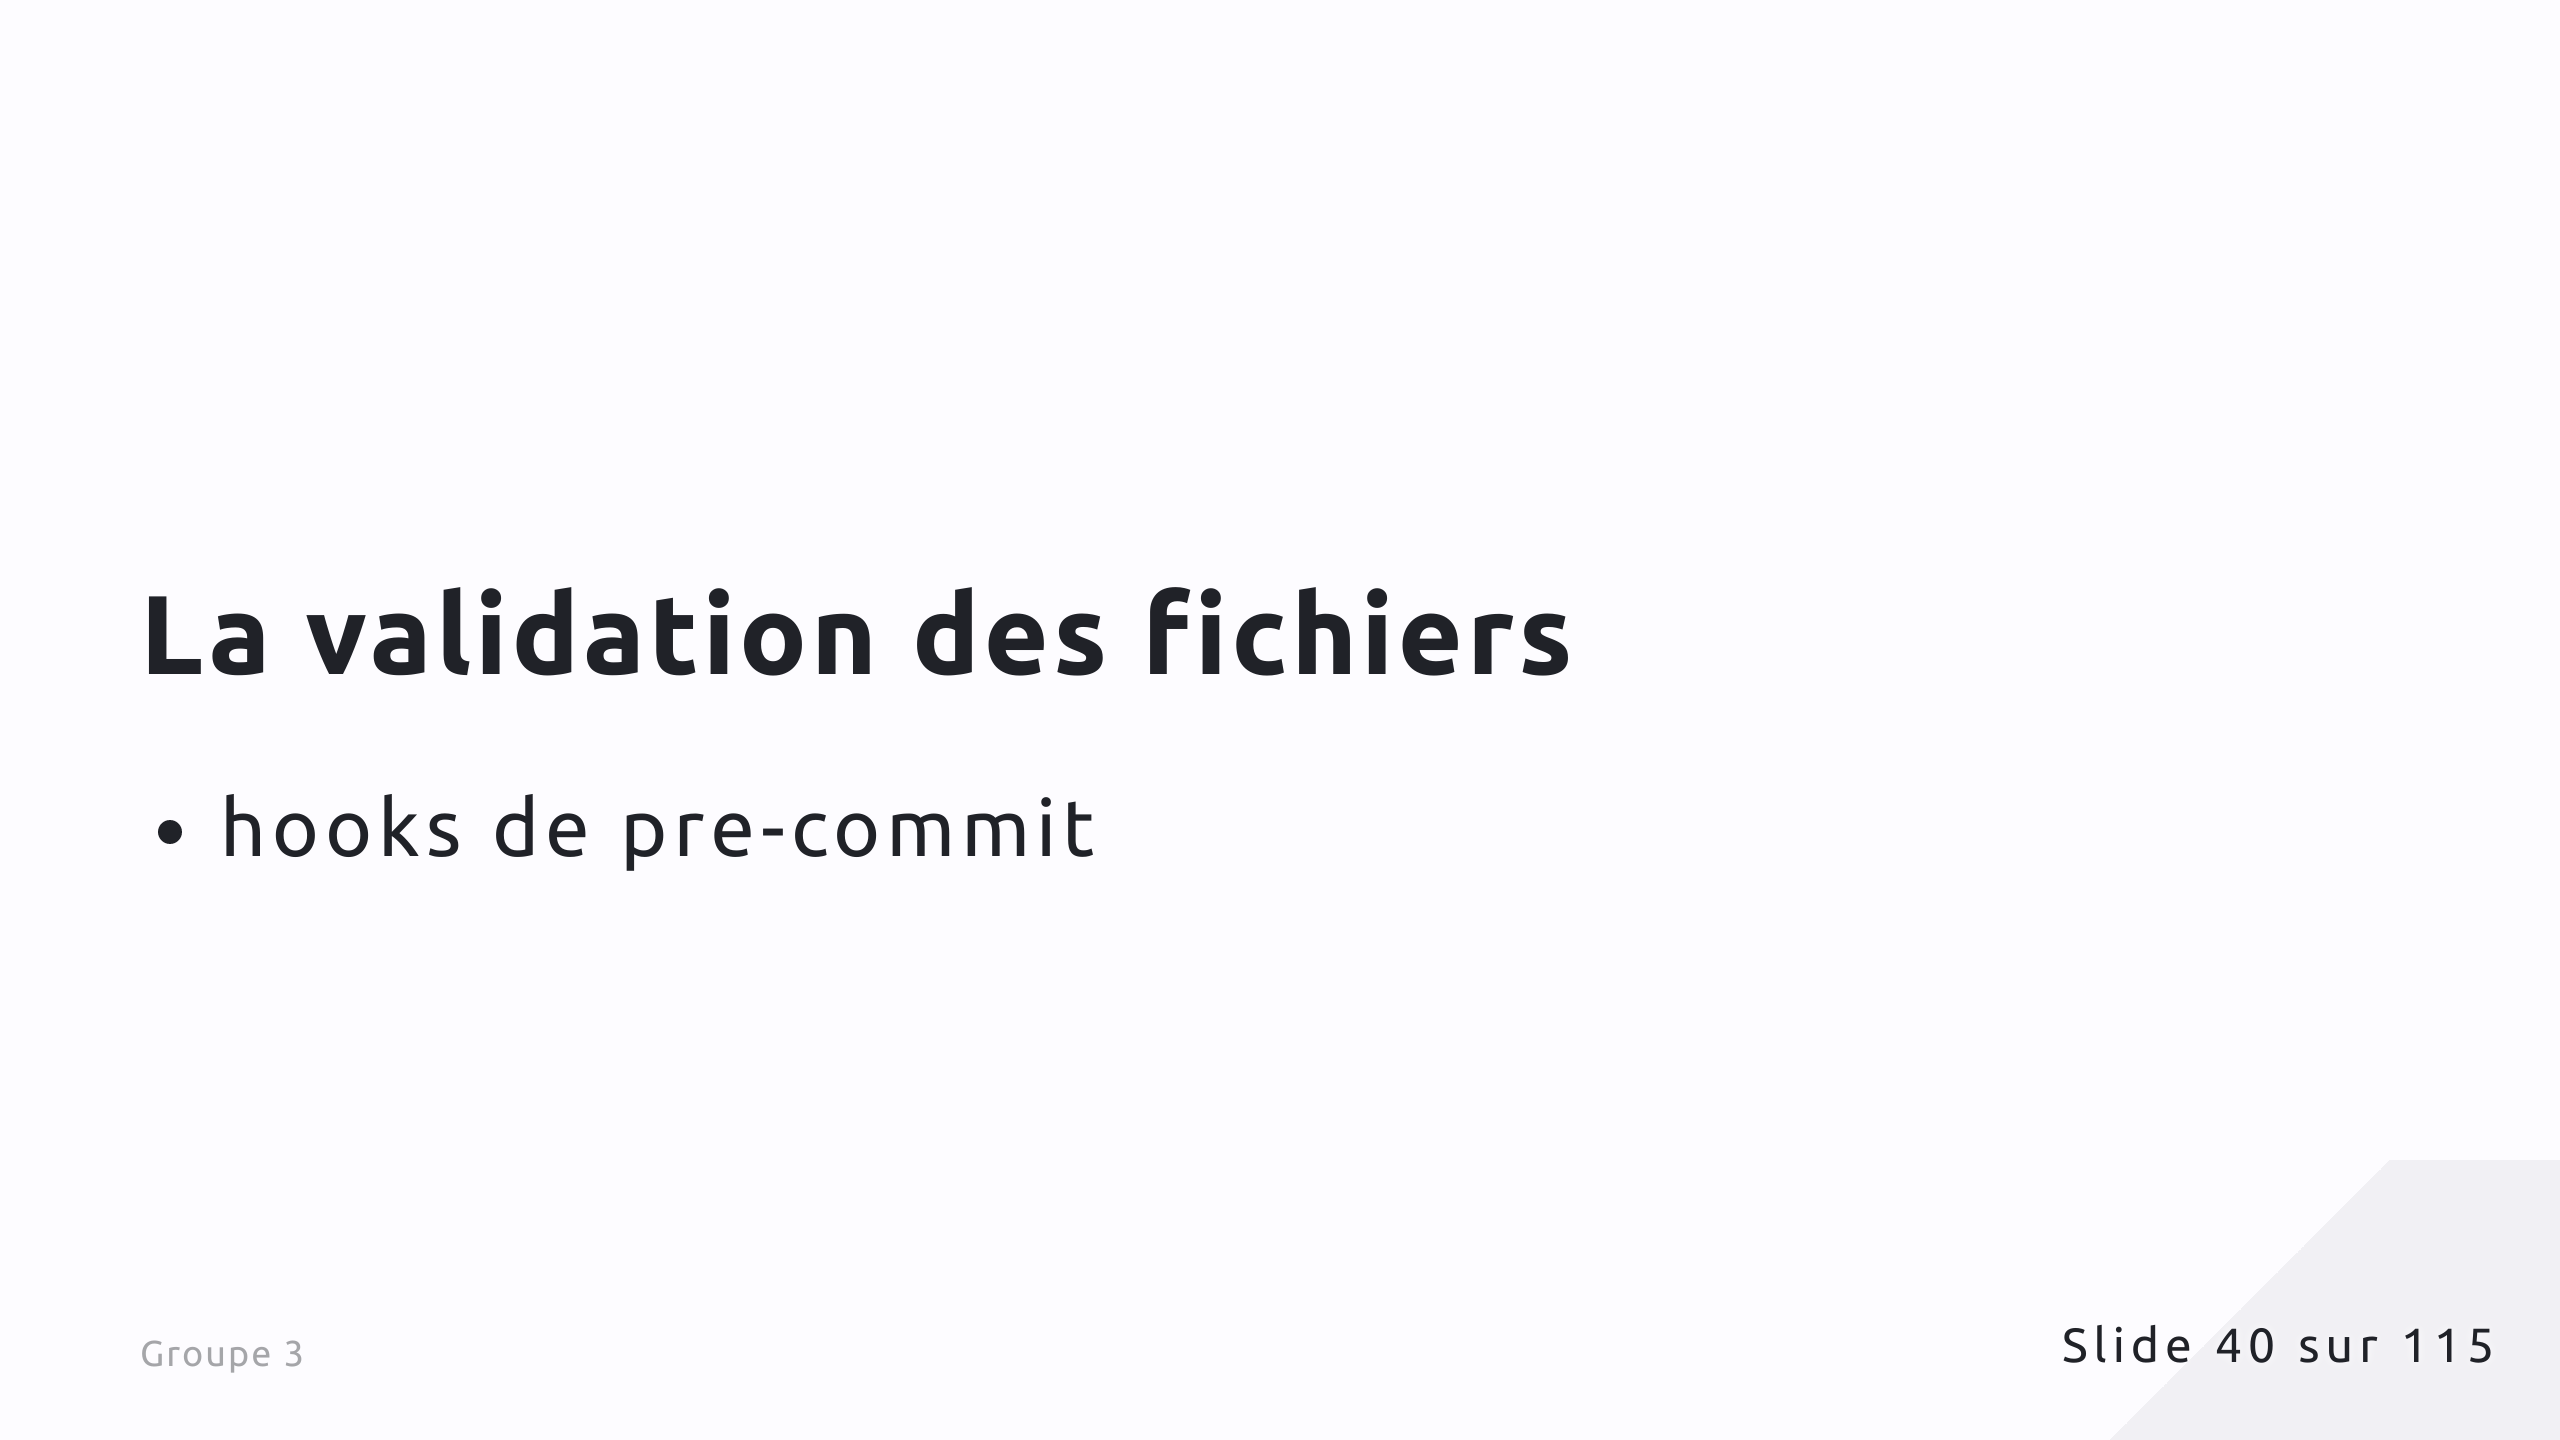 La validation des fichiers
• hooks de pre-commit
Groupe 3
Slide 40 sur 115